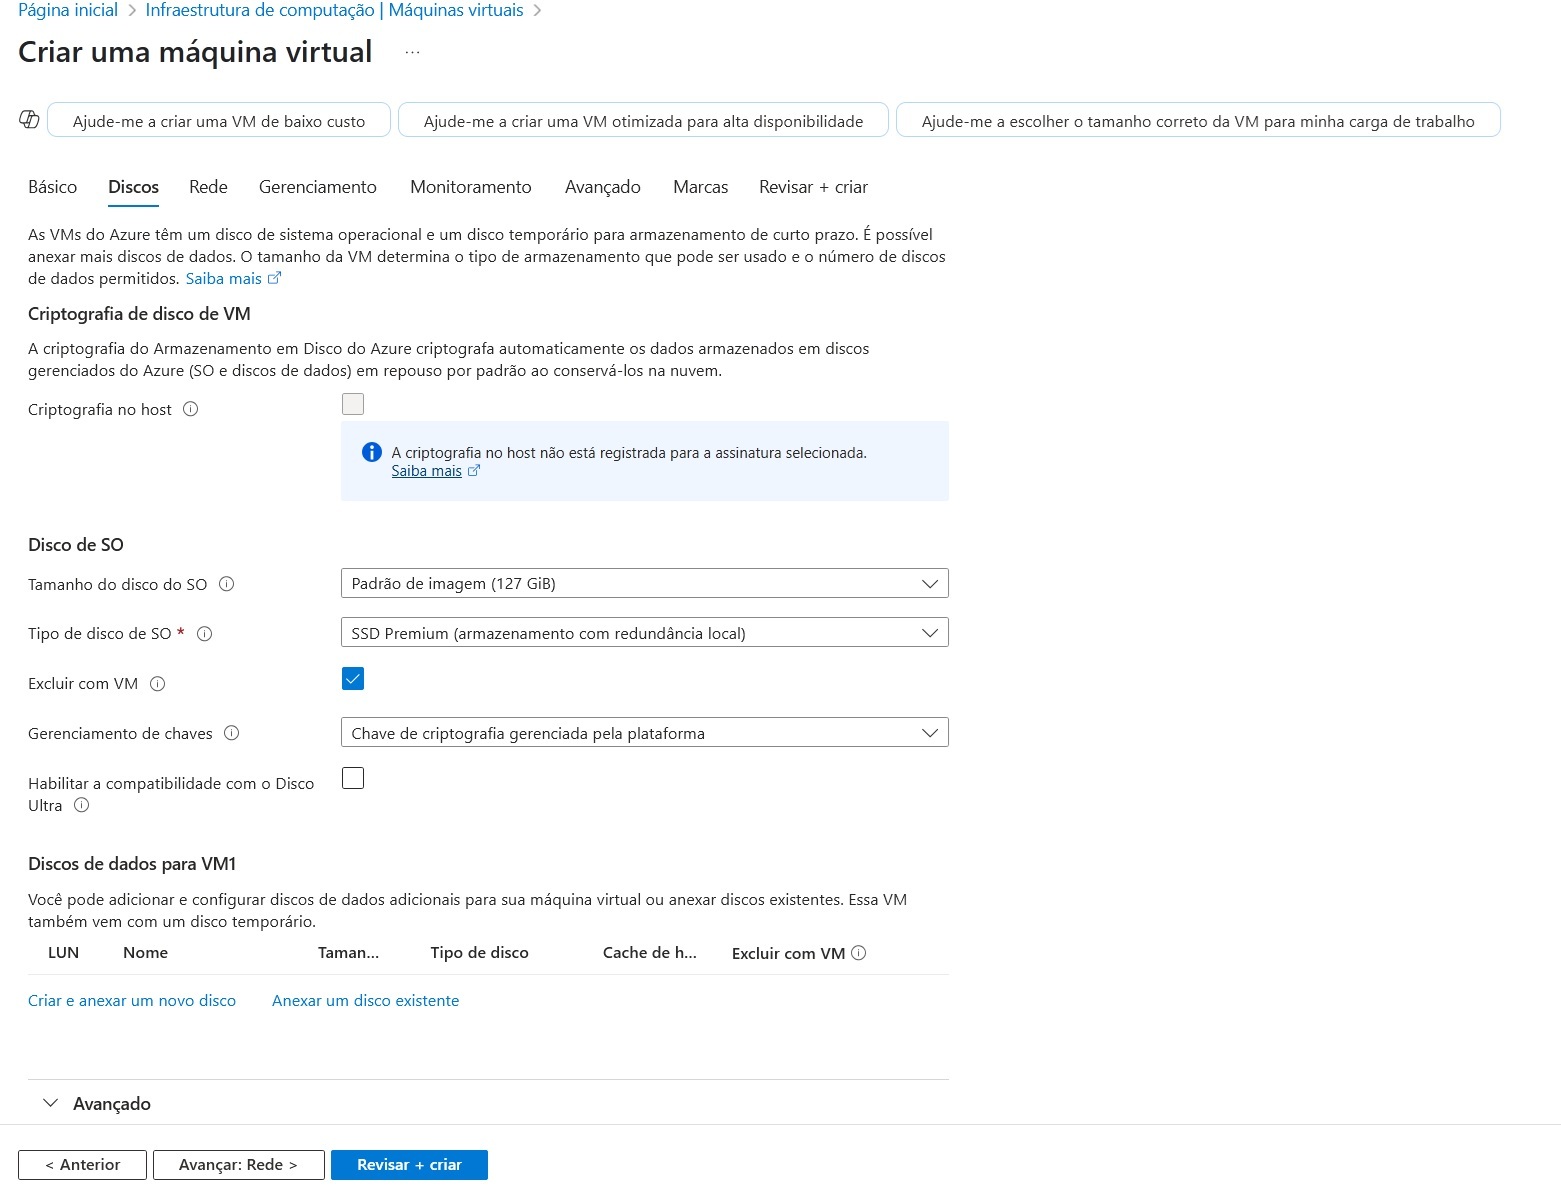 Página inicial > Infraestrutura de computação | Máquinas virtuais >
Criar uma máquina virtual ...
Ajude-me a criar uma VM de baixo custo
Ajude-me a criar uma VM otimizada para alta disponibilidade
Ajude-me a escolher o tamanho correto da VM para minha carga de trabalho
Básico Discos Rede Gerenciamento Monitoramento Avançado Marcas Revisar + criar
As VMs do Azure têm um disco de sistema operacional e um disco temporário para armazenamento de curto prazo. É possível
anexar mais discos de dados. O tamanho da VM determina o tipo de armazenamento que pode ser usado e o número de discos
de dados permitidos. Saiba mais
Criptografia de disco de VM
A criptografia do Armazenamento em Disco do Azure criptografa automaticamente os dados armazenados em discos
gerenciados do Azure (SO e discos de dados) em repouso por padrão ao conservá-los na nuvem.
Criptografia no host
A criptografia no host não está registrada para a assinatura selecionada.
Saiba mais
Disco de SO
Tamanho do disco do SO
Padrão de imagem (127 GiB)
Tipo de disco de SO *
SSD Premium (armazenamento com redundância local)
Excluir com VM
Gerenciamento de chaves
Chave de criptografia gerenciada pela plataforma
Habilitar a compatibilidade com o Disco
Ultra
Discos de dados para VM1
Você pode adicionar e configurar discos de dados adicionais para sua máquina virtual ou anexar discos existentes. Essa VM
também vem com um disco temporário.
LUN Nome Taman... Tipo de disco Cache de h... Excluir com VM
Criar e anexar um novo disco Anexar um disco existente
Avançado
< Anterior Avançar: Rede > Revisar + criar